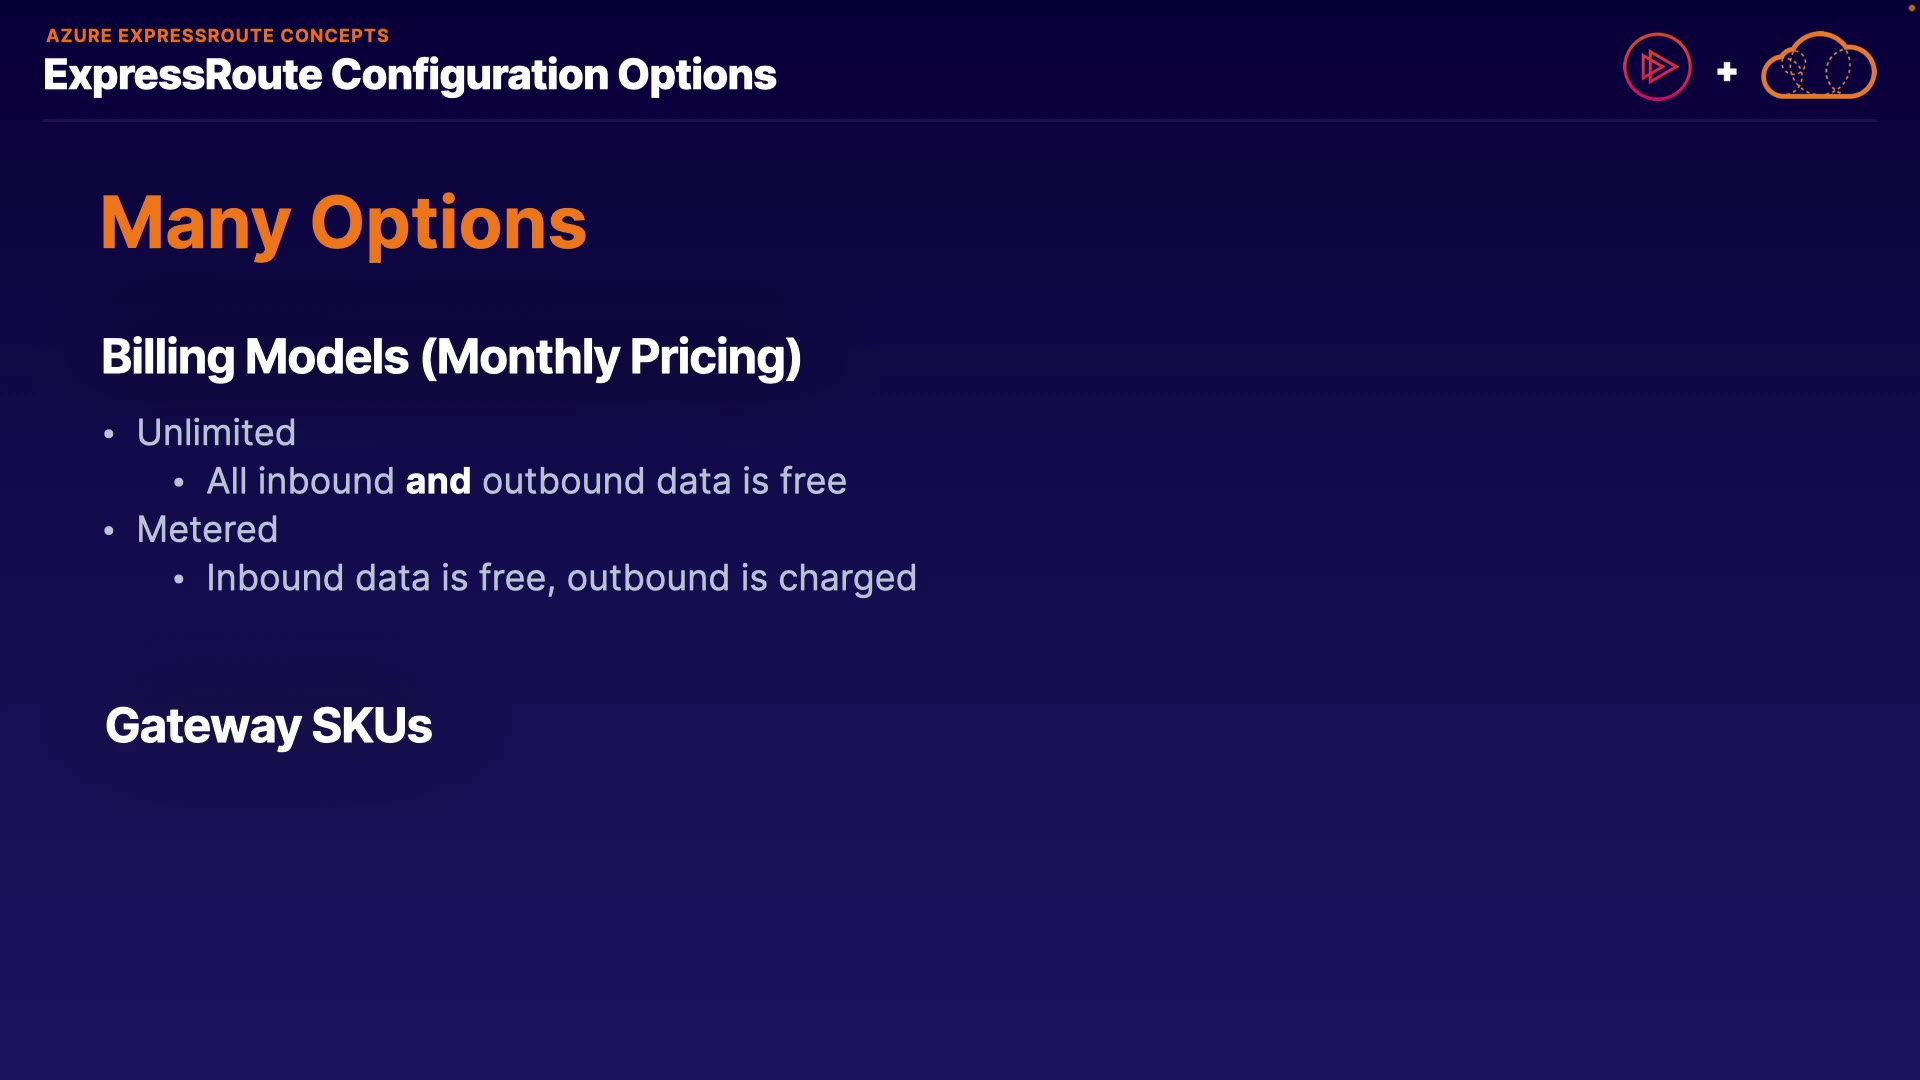 AZURE EXPRESSROUTE CONCEPTS
ExpressRoute Configuration Options
+
Many Options
Billing Models (Monthly Pricing)
• Unlimited
• All inbound and outbound data is free
• Metered
• Inbound data is free, outbound is charged
Gateway SKUs